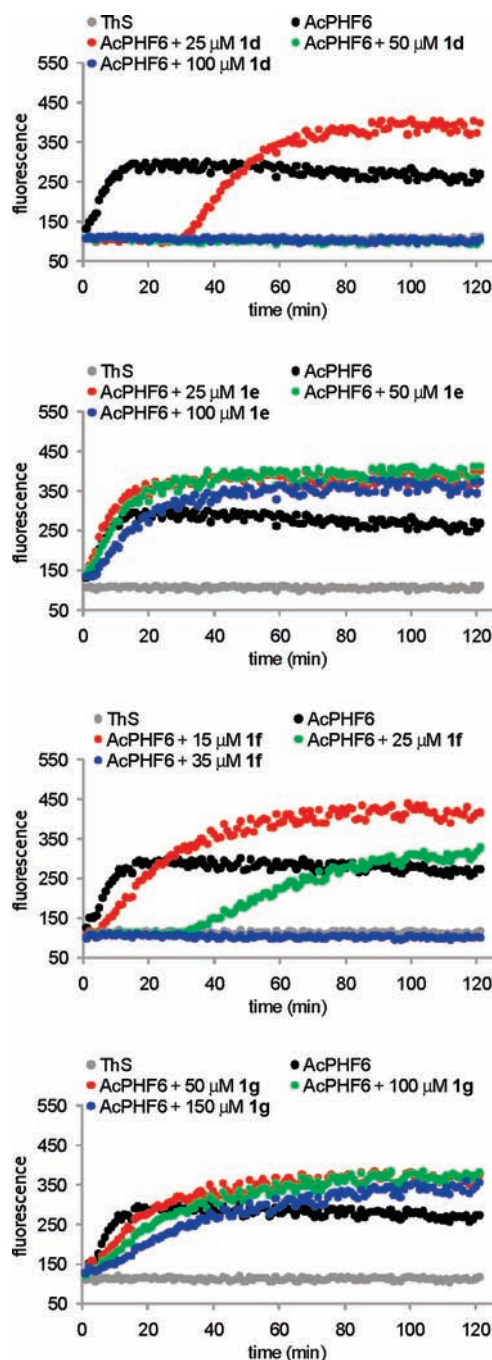 ThS AcPHF6
AcPHF6 + 25 μM 1d AcPHF6 + 50 μM 1d
AcPHF6 + 100 μM 1d
550
450
350
250
150
50
fluorescence
0 20 40 60 80 100 120
time (min)
ThS AcPHF6
AcPHF6 + 25 μM 1e AcPHF6 + 50 μM 1e
AcPHF6 + 100 μM 1e
550
450
350
250
150
50
fluorescence
0 20 40 60 80 100 120
time (min)
ThS AcPHF6
AcPHF6 + 15 μM 1f AcPHF6 + 25 μM 1f
AcPHF6 + 35 μM 1f
550
450
350
250
150
50
fluorescence
0 20 40 60 80 100 120
time (min)
ThS AcPHF6
AcPHF6 + 50 μM 1g AcPHF6 + 100 μM 1g
AcPHF6 + 150 μM 1g
550
450
350
250
150
50
fluorescence
0 20 40 60 80 100 120
time (min)